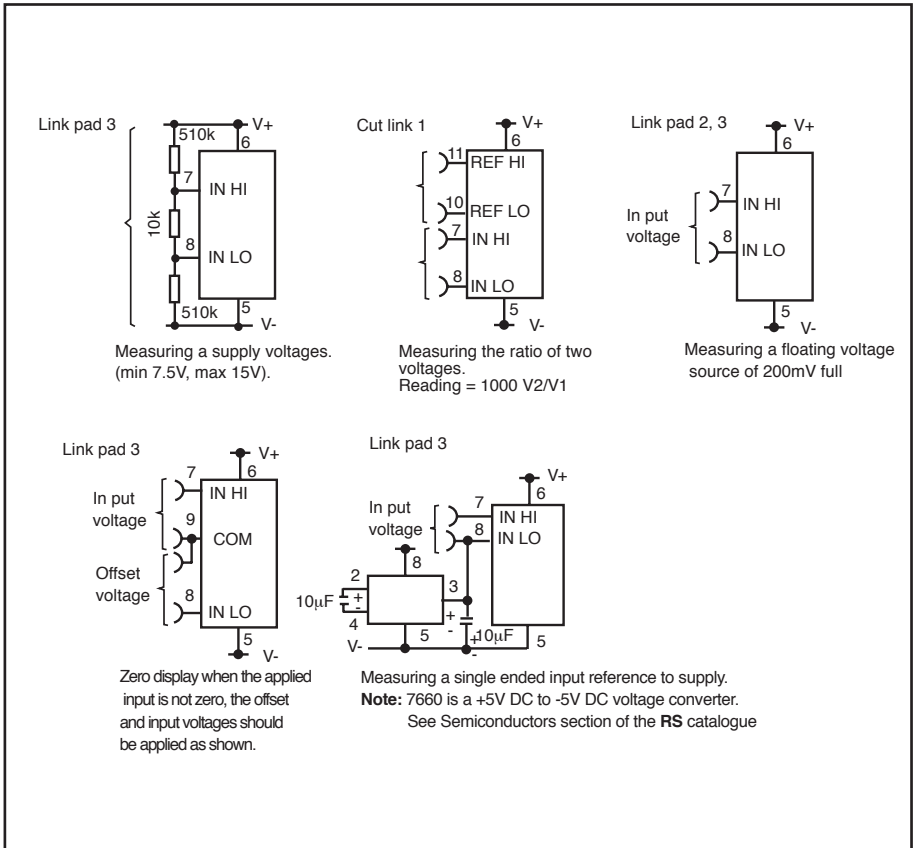 Link pad 3
V+
510k
6
7
IN HI
10k
8
IN LO
510k
5
V-
Measuring a supply voltages.
(min 7.5V, max 15V).
Cut link 1
V+
6
11
REF HI
10
REF LO
7
IN HI
8
IN LO
5
V-
Measuring the ratio of two
voltages.
Reading = 1000 V2/V1
Link pad 2, 3
V+
6
7
IN HI
In put
voltage
8
IN LO
5
V-
Measuring a floating voltage
source of 200mV full
Link pad 3
V+
6
7
IN HI
In put
voltage
9
COM
Offset
voltage
8
IN LO
5
V-
Zero display when the applied
input is not zero, the offset
and input voltages should
be applied as shown.
Link pad 3
V+
6
In put
voltage
7
IN HI
8
IN LO
8
2
3
10µF
+
-
4
5
+
-
10µF
V-
+
-
5
Measuring a single ended input reference to supply.
Note: 7660 is a +5V DC to -5V DC voltage converter.
See Semiconductors section of the RS catalogue